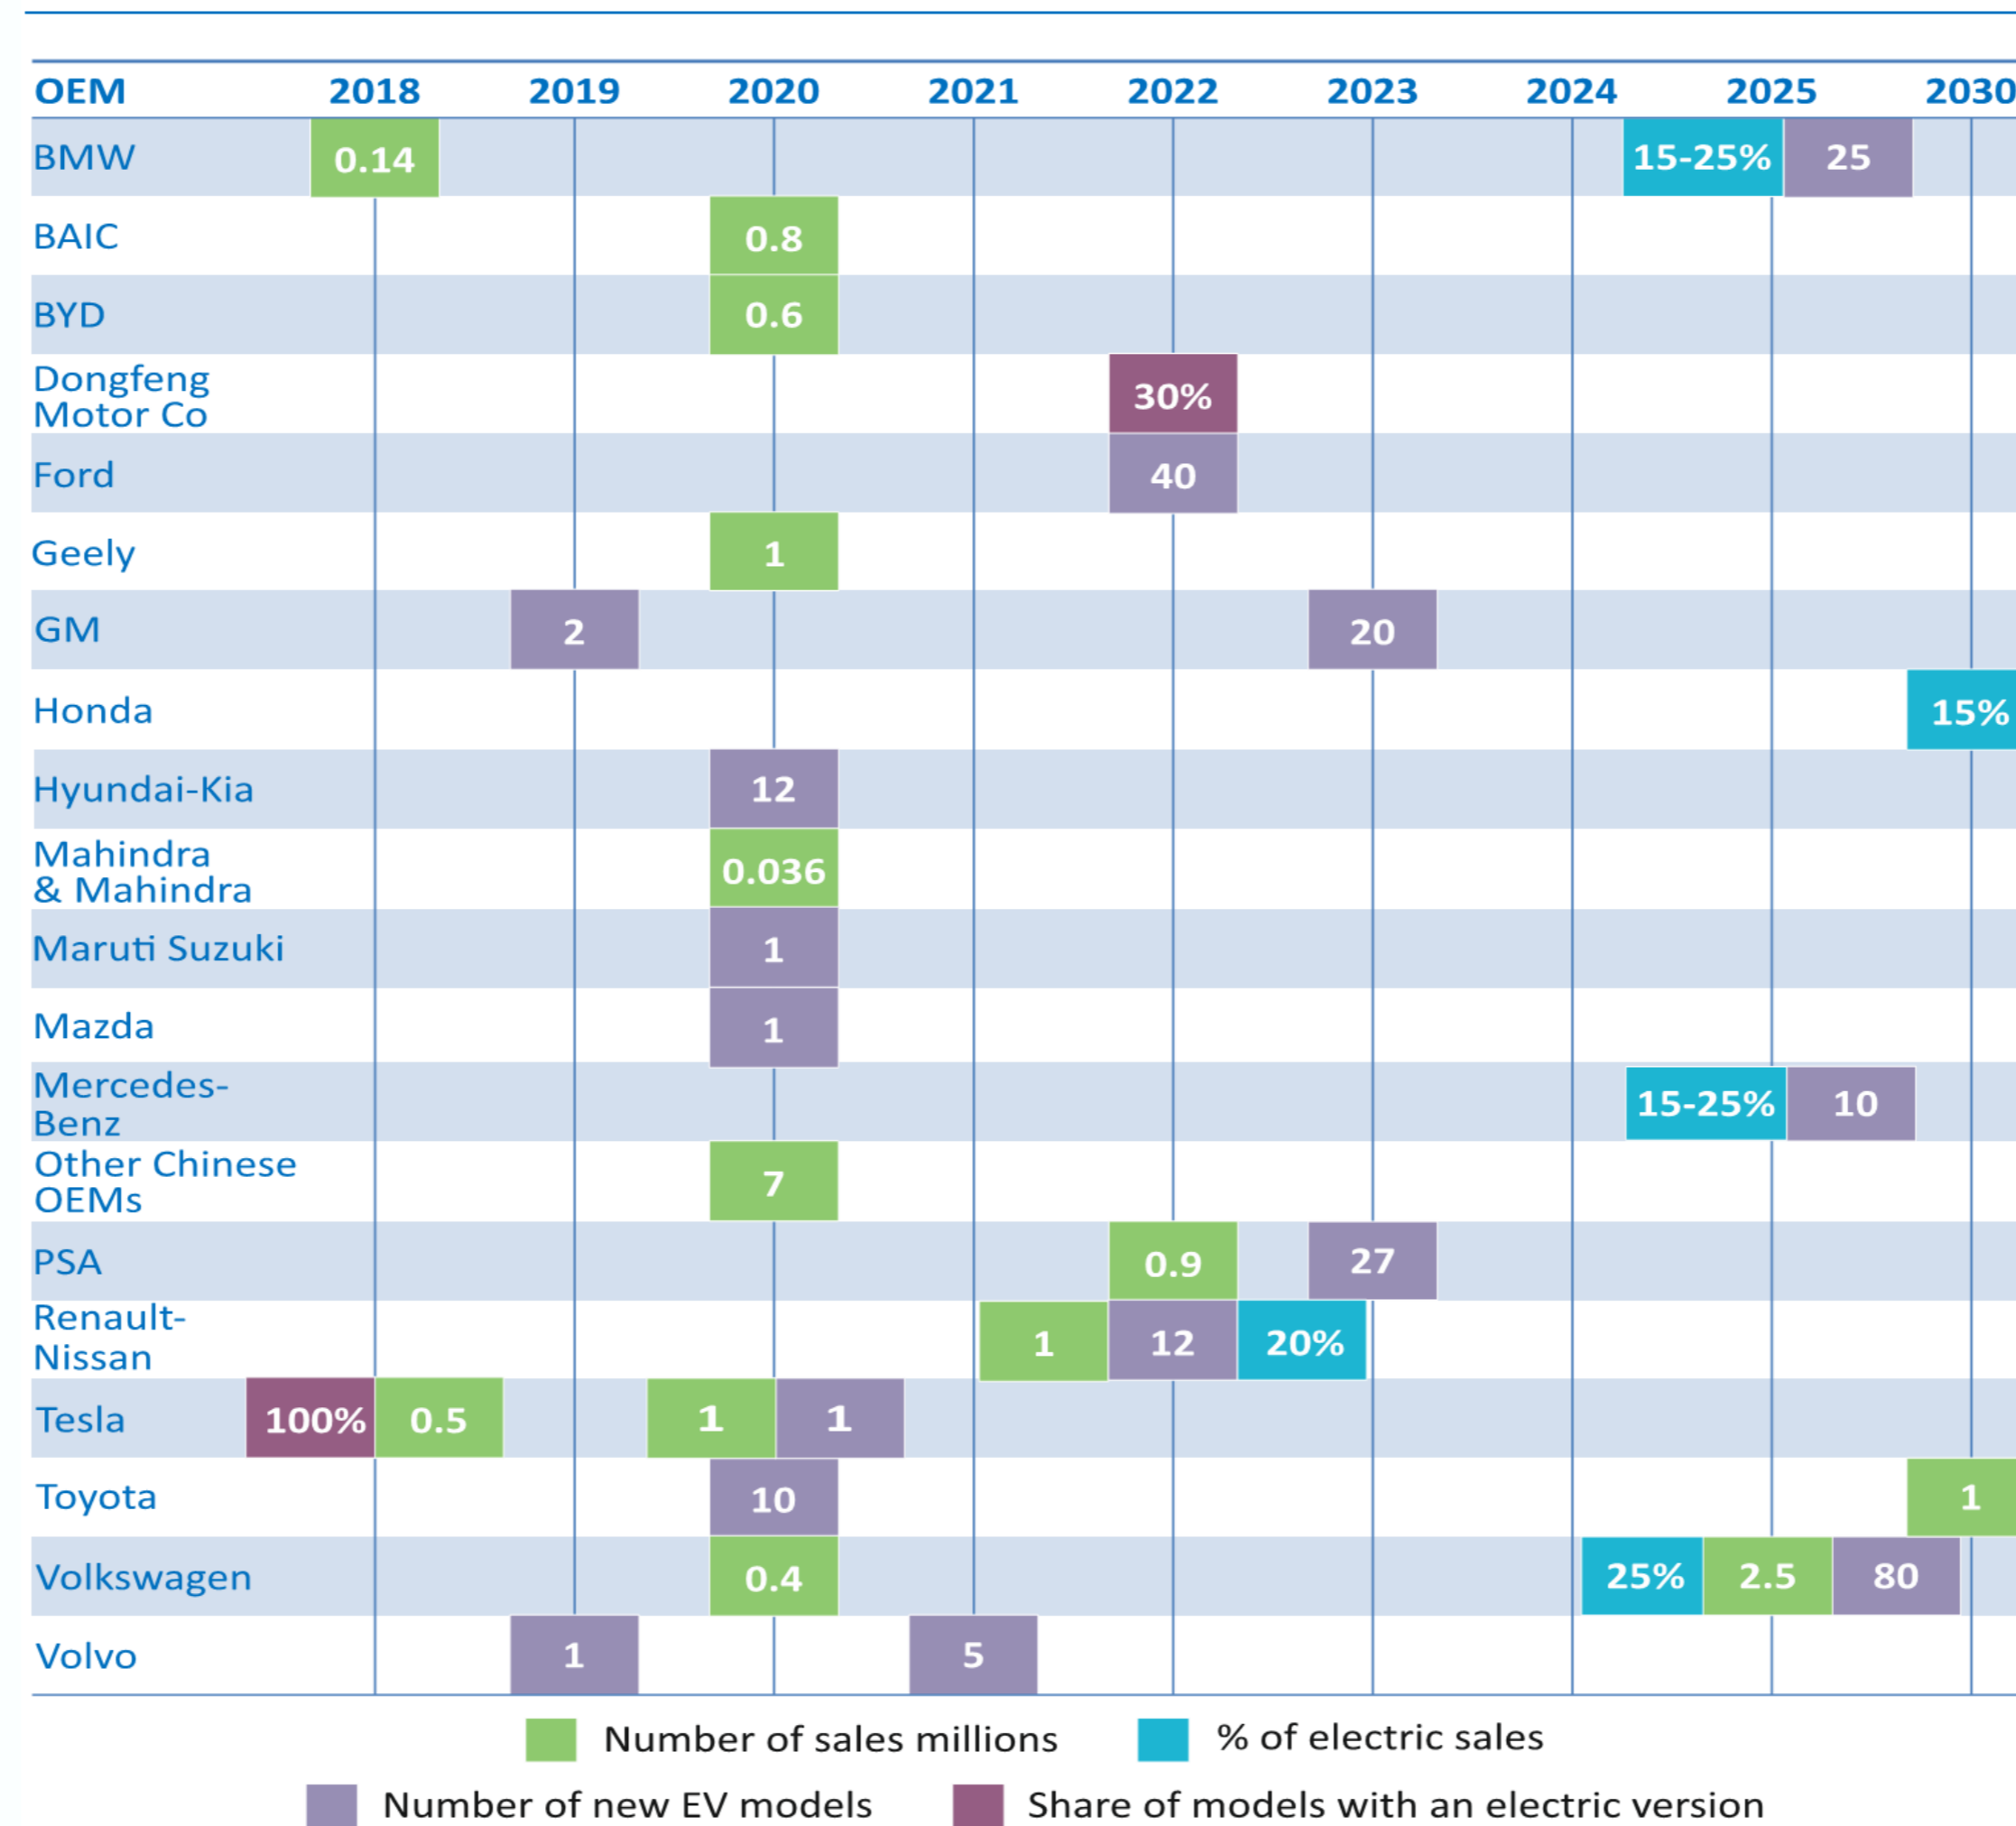 OEM 2018 2019 2020 2021 2022 2023 2024 2025 2030
BMW 0.14 15-25% 25
BAIC 0.8
BYD 0.6
Dongfeng
Motor Co 30%
Ford 40
Geely 1
GM 2 20
Honda 15%
Hyundai-Kia 12
Mahindra
& Mahindra 0.036
Maruti Suzuki 1
Mazda 1
Mercedes-
Benz 15-25% 10
Other Chinese
OEMs 7
PSA 0.9 27
Renault-
Nissan 1 12 20%
Tesla 100% 0.5 1 1
Toyota 10 1
Volkswagen 0.4 25% 2.5 80
Volvo 1 5
Number of sales millions % of electric sales
Number of new EV models Share of models with an electric version